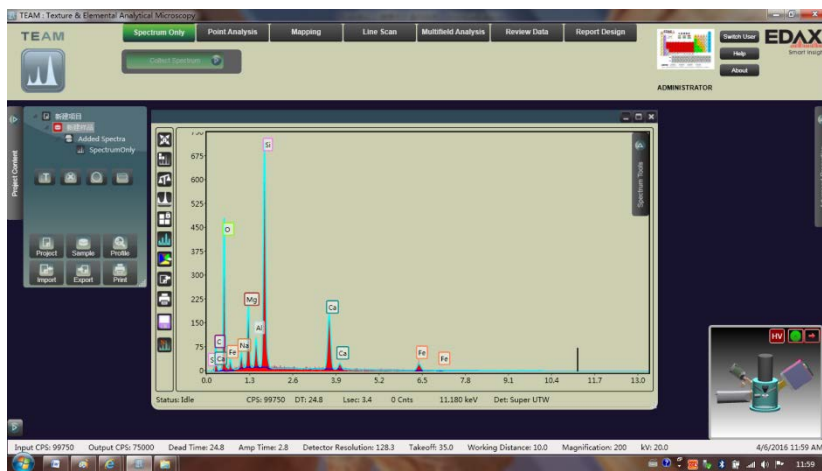 TEAM : Texture & Elemental Analytical Microscopy
TEAM
Spectrum Only
Point Analysis
Mapping
Line Scan
Multifield Analysis
Review Data
Report Design
Collect Spectrum
Switch User
Help
About
ADMINISTRATOR
EDAX
Smart Insight
Project Content
新建项目
新建样品
Added Spectra
SpectrumOnly
Project
Sample
Profile
Import
Export
Print
Spectrum Tools
750
675
600
525
450
375
300
225
150
75
0
Si
O
Mg
Al
Ca
C
Fe
Na
S
Ca
Ca
Fe
Fe
0.0 1.3 2.6 3.9 5.2 6.5 7.8 9.1 10.4 11.7 13.0
Status: Idle CPS: 99750 DT: 24.8 Lsec: 3.4 0 Cnts 11.180 keV Det: Super UTW
HV
Input CPS: 99750 Output CPS: 75000 Dead Time: 24.8 Amp Time: 2.8 Detector Resolution: 128.3 Takeoff: 35.0 Working Distance: 10.0 Magnification: 200 kV: 20.0 4/6/2016 11:59 AM
11:59